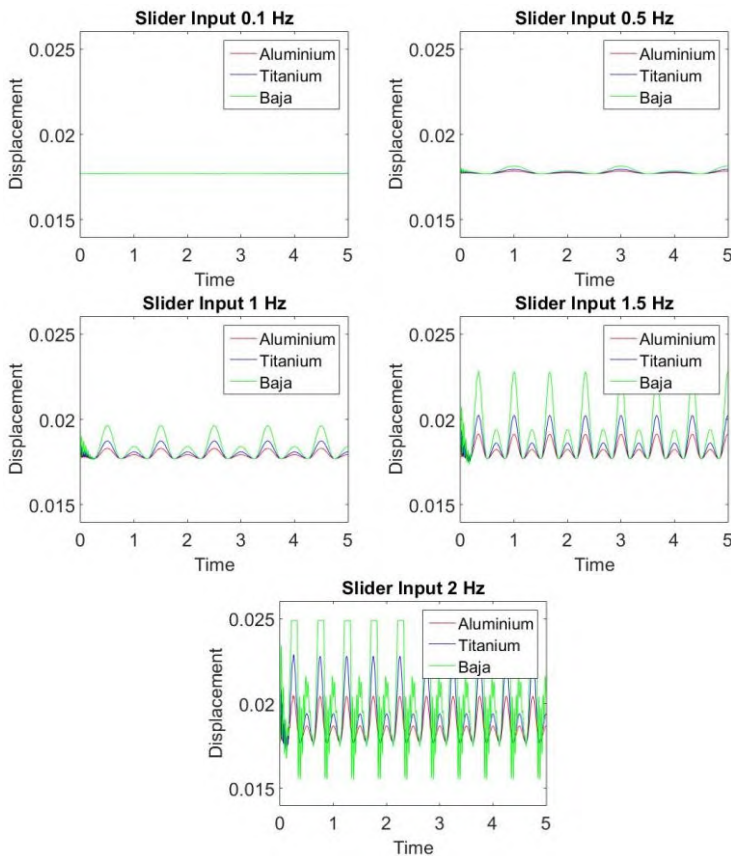 Slider Input 0.1 Hz
0.025
0.02
0.015
Displacement
Aluminium
Titanium
Baja
0 1 2 3 4 5
Time
Slider Input 0.5 Hz
0.025
0.02
0.015
Displacement
Aluminium
Titanium
Baja
0 1 2 3 4 5
Time
Slider Input 1 Hz
0.025
0.02
0.015
Displacement
Aluminium
Titanium
Baja
0 1 2 3 4 5
Time
Slider Input 1.5 Hz
0.025
0.02
0.015
Displacement
Aluminium
Titanium
Baja
0 1 2 3 4 5
Time
Slider Input 2 Hz
0.025
0.02
0.015
Displacement
Aluminium
Titanium
Baja
0 1 2 3 4 5
Time